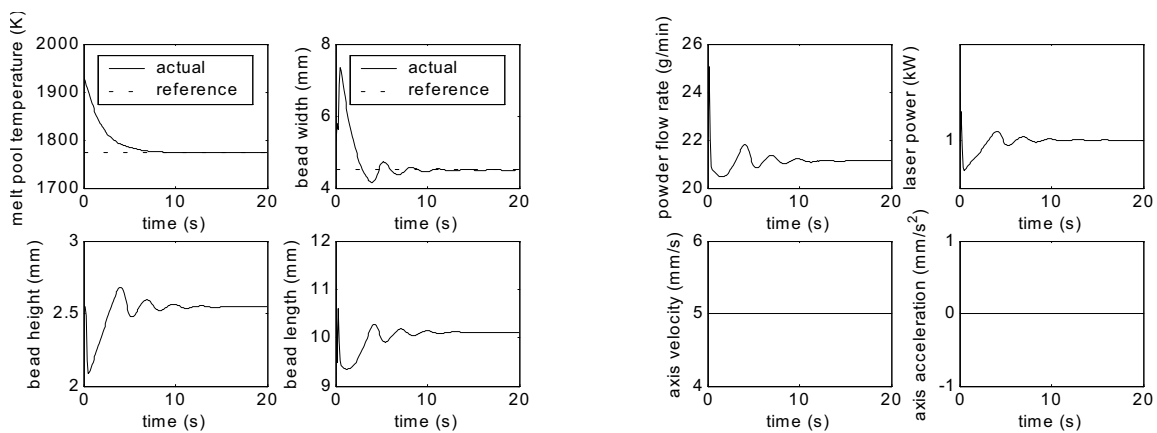 melt pool temperature (K)
2000
1900
1800
1700
0
10
20
time (s)
actual
reference
bead width (mm)
8
6
4
0
10
20
time (s)
actual
reference
powder flow rate (g/min)
26
24
22
20
0
10
20
time (s)
laser power (kW)
1
0
10
20
time (s)
bead height (mm)
3
2.5
2
0
10
20
time (s)
bead length (mm)
12
11
10
9
0
10
20
time (s)
axis velocity (mm/s)
6
5
4
0
10
20
time (s)
axis acceleration (mm/s²)
1
0
-1
0
10
20
time (s)